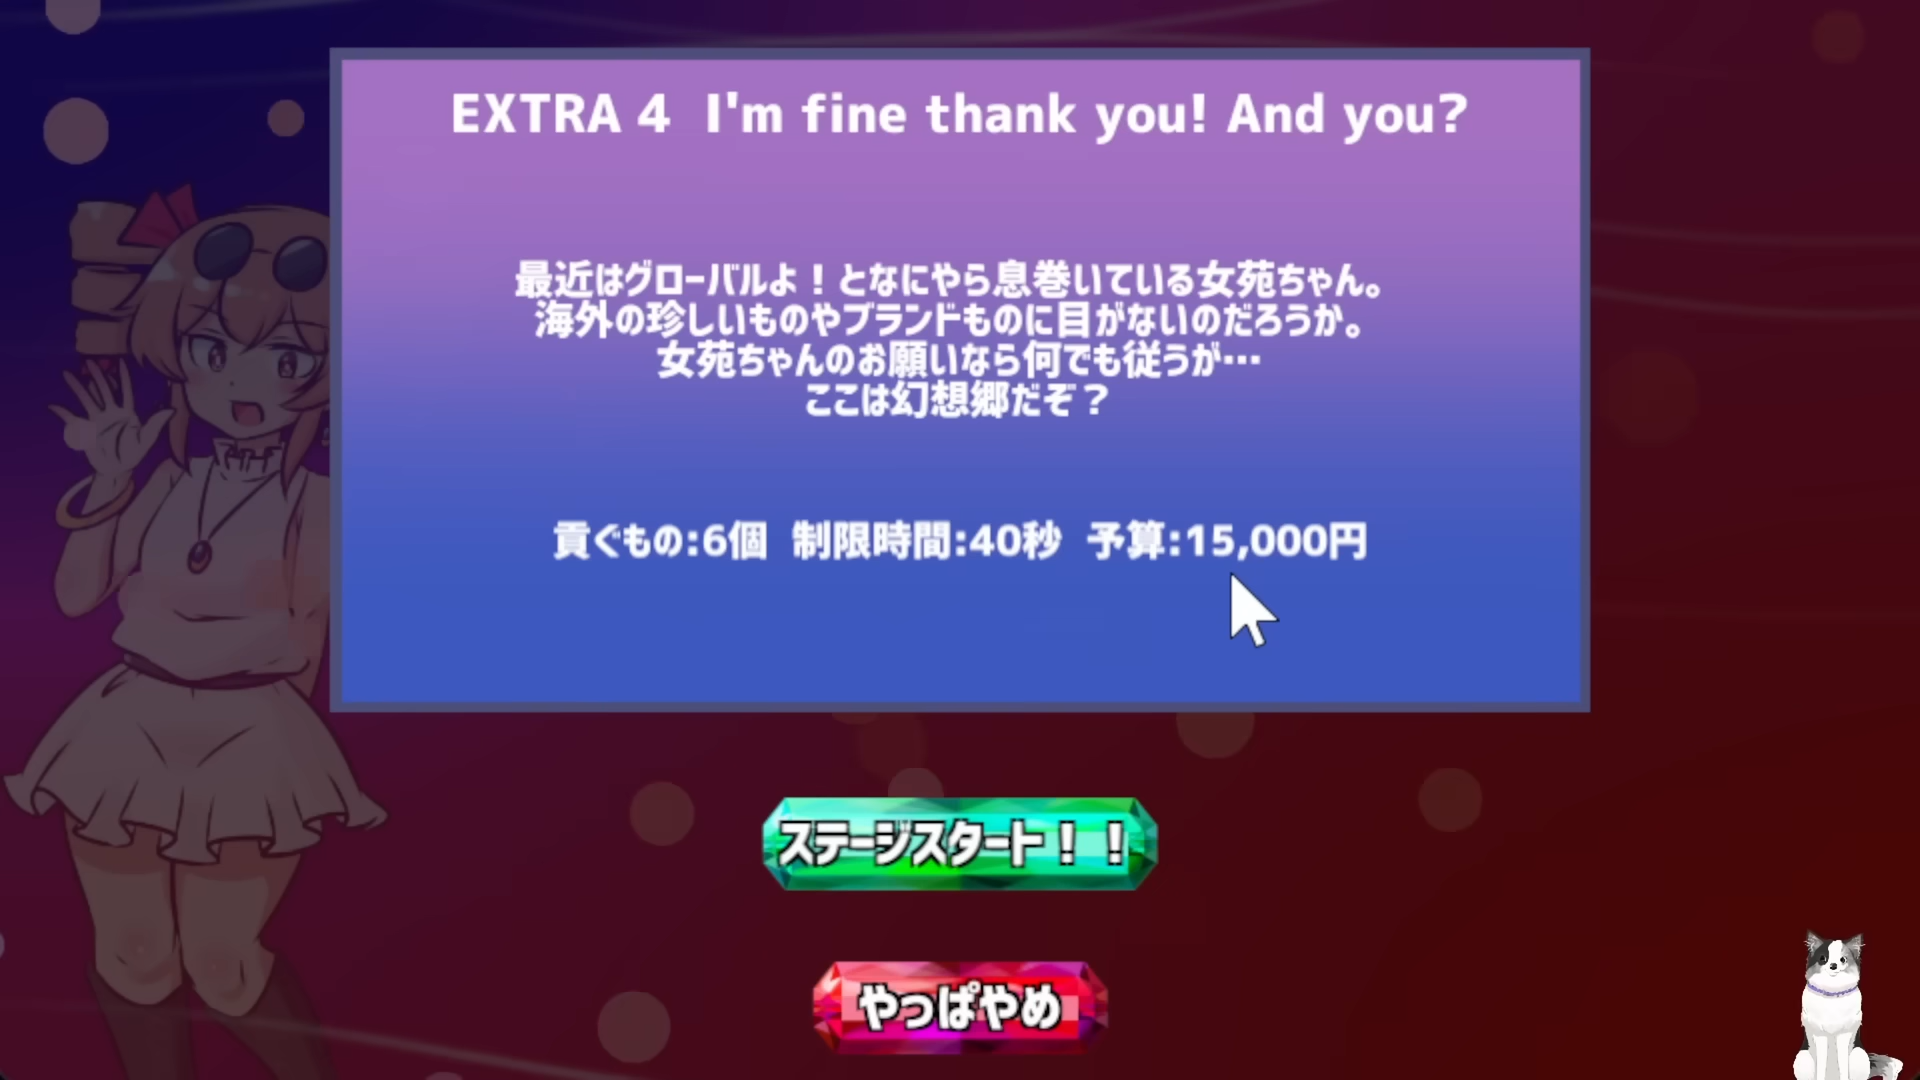 EXTRA 4 I'm fine thank you! And you?
最近はグローバルよ！となにやら息巻いている女苑ちゃん。
海外の珍しいものやブランドものに目がないのだろうか。
女苑ちゃんのお願いなら何でも従うが…
ここは幻想郷だぞ？
貢ぐもの:6個 制限時間:40秒 予算:15,000円
ステージスタート！！
やっぱやめ